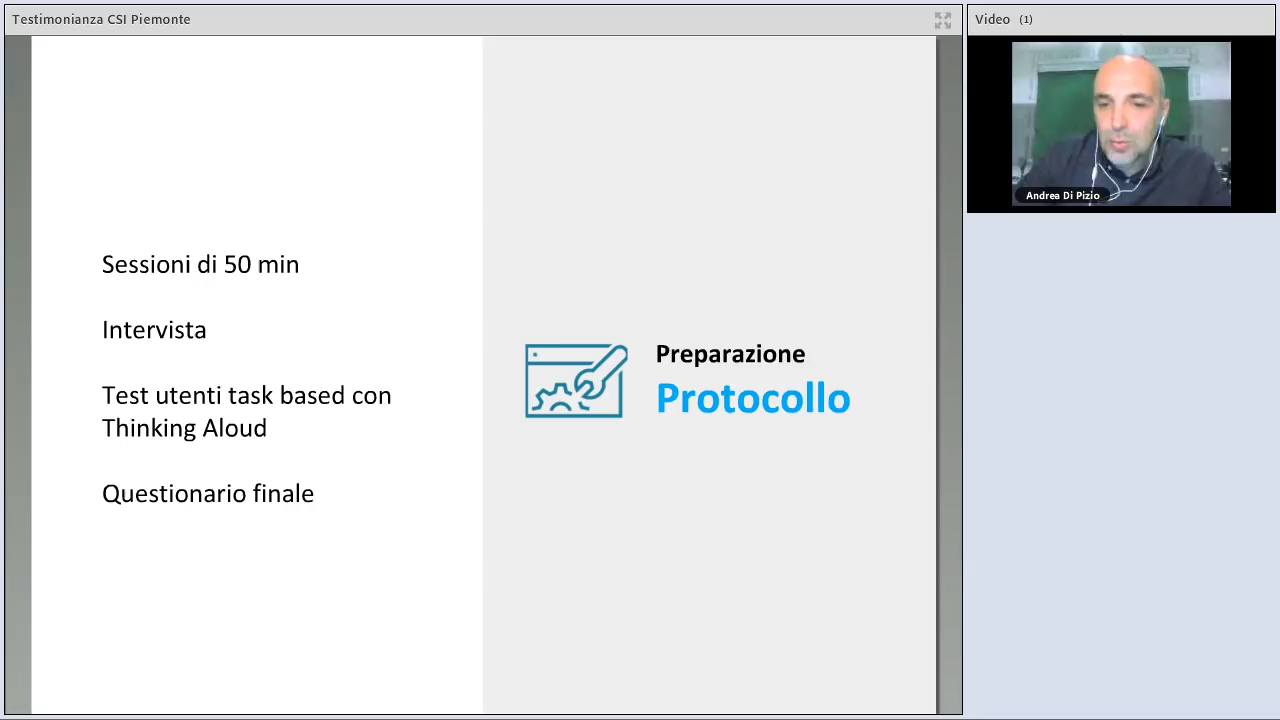 Testimonianza CSI Piemonte
Video (1)
Andrea Di Pizio
Sessioni di 50 min
Intervista
Test utenti task based con
Thinking Aloud
Questionario finale
Preparazione
Protocollo